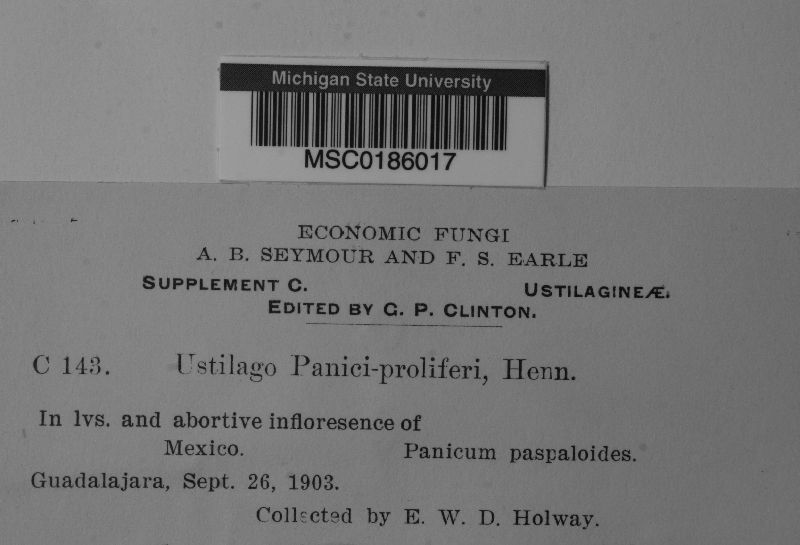 Michigan State University
MSC0186017
ECONOMIC FUNGI
A. B. SEYMOUR AND F. S. EARLE
SUPPLEMENT C. USTILAGINEÆ.
EDITED BY G. P. CLINTON.
C 143. Ustilago Panici-proliferi, Henn.
In lvs. and abortive infloresence of
Mexico. Panicum paspaloides.
Guadalajara, Sept. 26, 1903.
Collected by E. W. D. Holway.